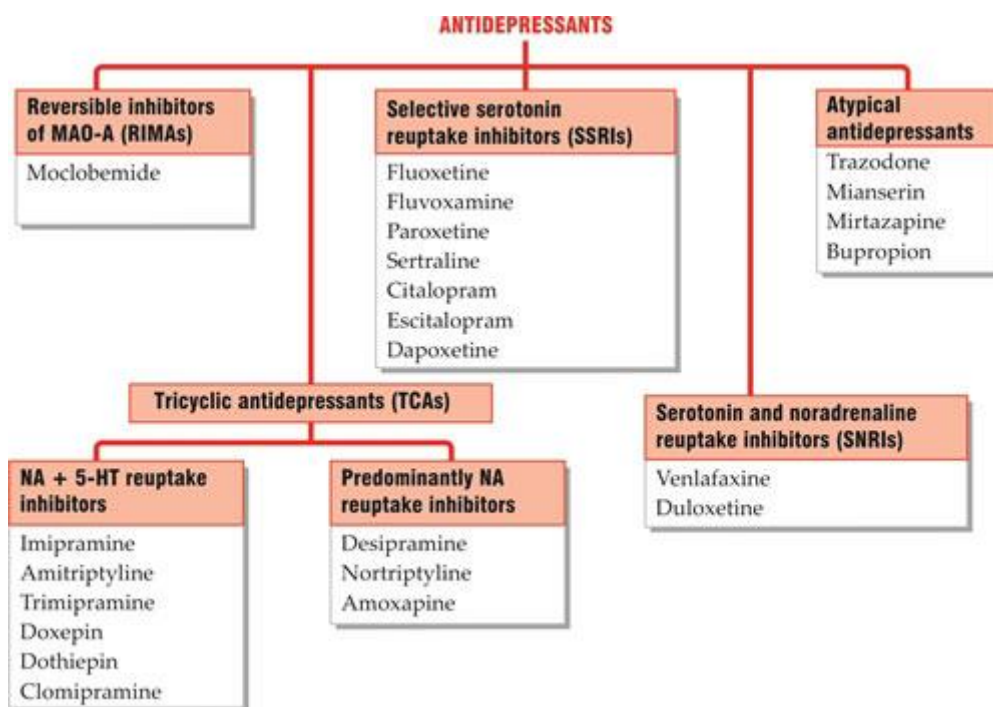 ANTIDEPRESSANTS
Reversible inhibitors
of MAO-A (RIMAs)
Moclobemide
Selective serotonin
reuptake inhibitors (SSRIs)
Fluoxetine
Fluvoxamine
Paroxetine
Sertraline
Citalopram
Escitalopram
Dapoxetine
Atypical
antidepressants
Trazodone
Mianserin
Mirtazapine
Bupropion
Tricyclic antidepressants (TCAs)
NA + 5-HT reuptake
inhibitors
Imipramine
Amitriptyline
Trimipramine
Doxepin
Dothiepin
Clomipramine
Predominantly NA
reuptake inhibitors
Desipramine
Nortriptyline
Amoxapine
Serotonin and noradrenaline
reuptake inhibitors (SNRIs)
Venlafaxine
Duloxetine